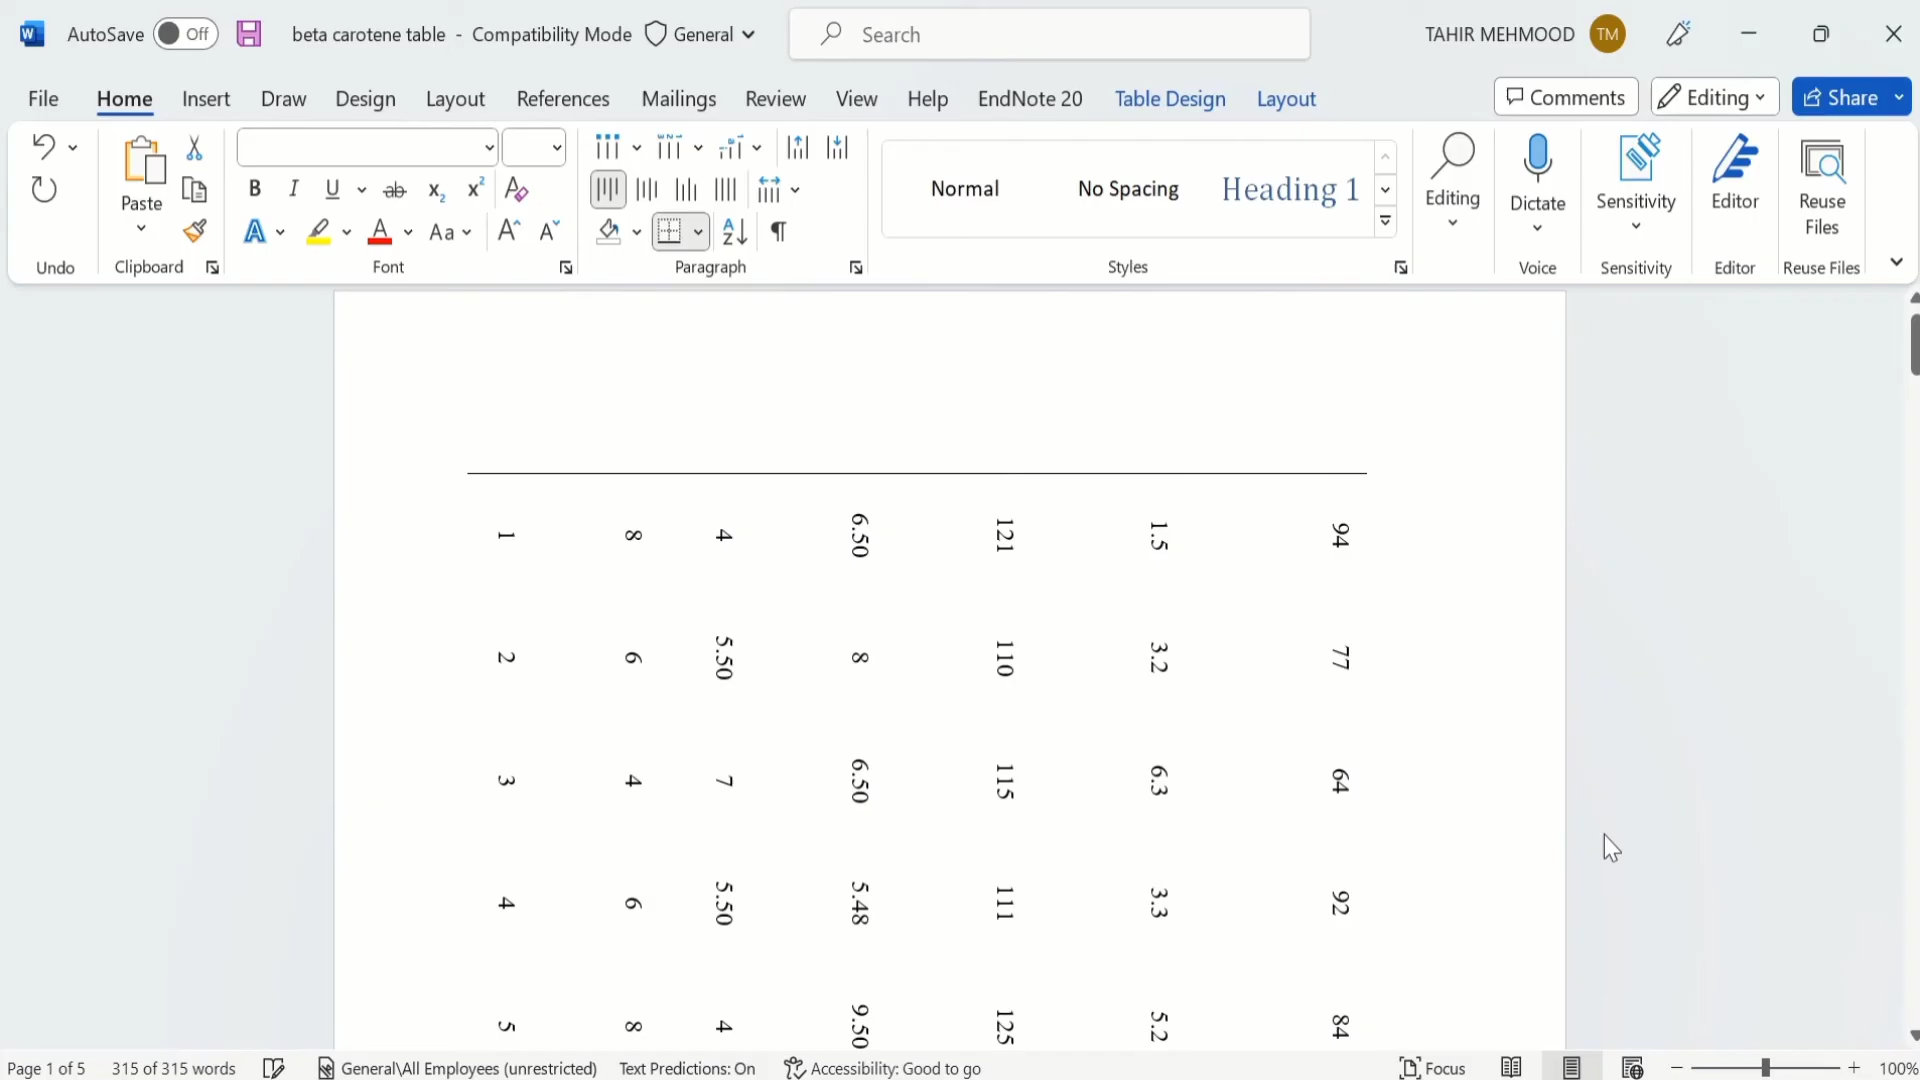 AutoSave Off beta carotene table - Compatibility Mode General Search TAHIR MEHMOOD TM
File Home Insert Draw Design Layout References Mailings Review View Help EndNote 20 Table Design Layout Comments Editing Share
Paste
B I U ab x₂ x² A
A A Aa A A
Normal No Spacing Heading 1
Editing
Dictate
Sensitivity
Editor
Reuse
Files
Undo Clipboard Font Paragraph Styles Voice Sensitivity Editor Reuse Files
1 8 4 6.50 121 1.5 94
2 6 5.50 8 110 3.2 77
3 4 7 6.50 115 6.3 64
4 6 5.50 5.48 111 3.3 92
5 8 4 9.50 125 5.2 84
Page 1 of 5 315 of 315 words General\All Employees (unrestricted) Text Predictions: On Accessibility: Good to go Focus 100%